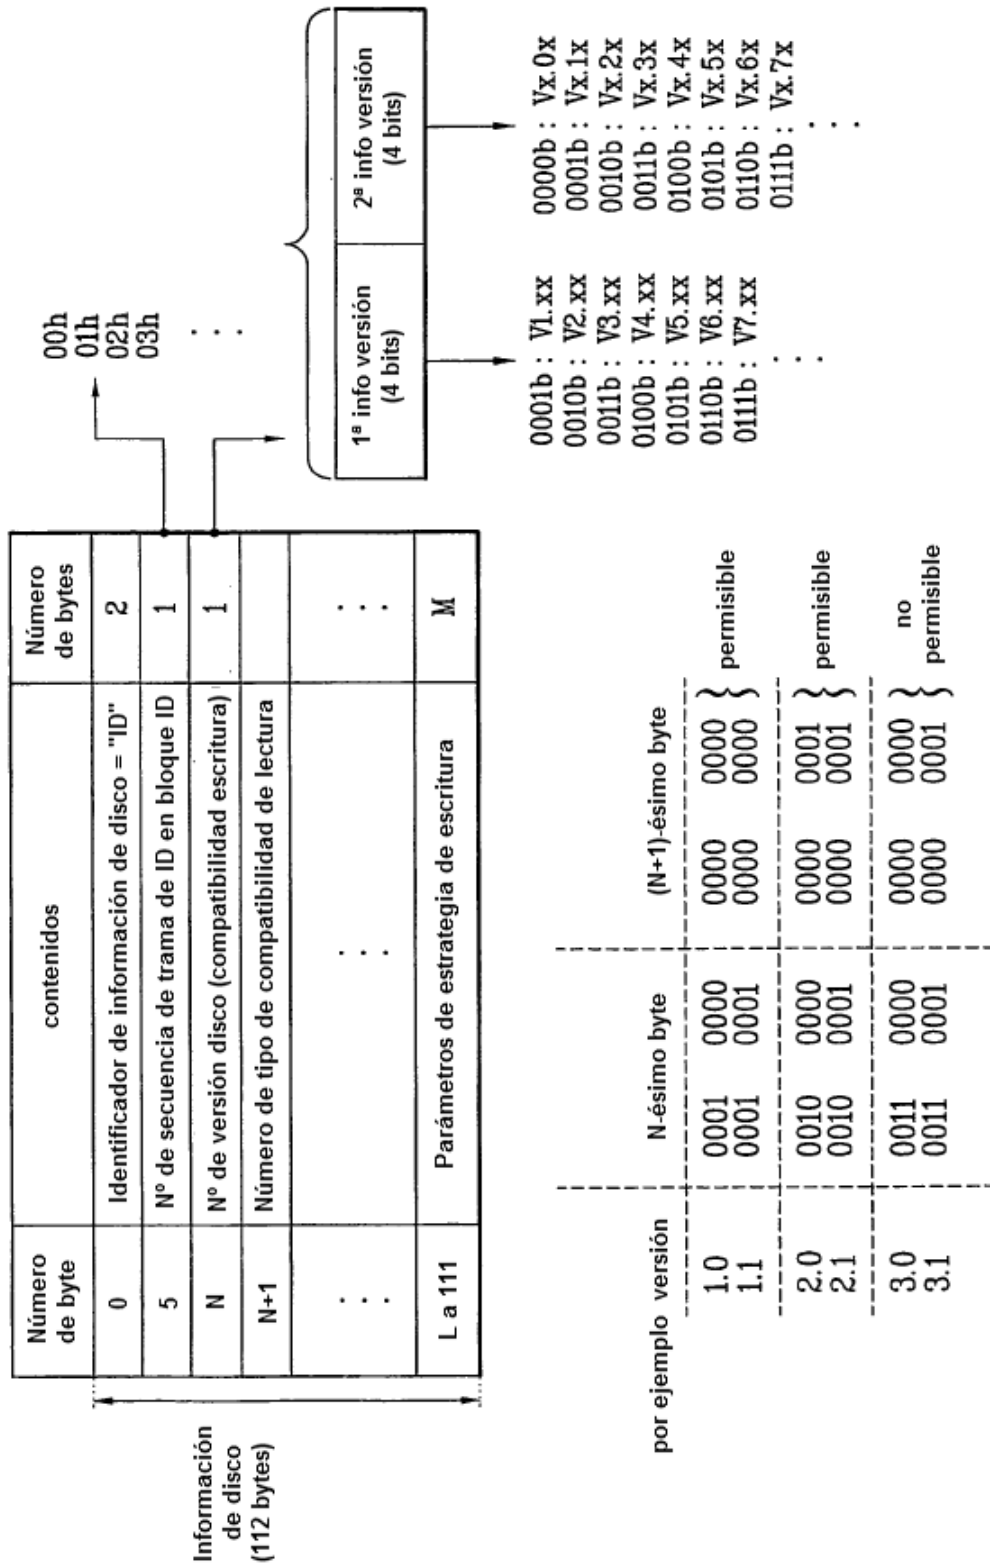 Información
de disco
(112 bytes)
Número
de byte
contenidos
Número
de bytes
0
Identificador de información de disco = "ID"
2
5
Nº de secuencia de trama de ID en bloque ID
1
N
Nº de versión disco (compatibilidad escritura)
1
N+1
Número de tipo de compatibilidad de lectura
L a 111
Parámetros de estrategia de escritura
M
00h
01h
02h
03h
1ª info versión
(4 bits)
2ª info versión
(4 bits)
0001b : V1.xx
0010b : V2.xx
0011b : V3.xx
0100b : V4.xx
0101b : V5.xx
0110b : V6.xx
0111b : V7.xx
0000b : Vx.0x
0001b : Vx.1x
0010b : Vx.2x
0011b : Vx.3x
0100b : Vx.4x
0101b : Vx.5x
0110b : Vx.6x
0111b : Vx.7x
por ejemplo versión
N-ésimo byte
(N+1)-ésimo byte
1.0 0001 0000 0000 0000
1.1 0001 0001 0000 0000
permisible
2.0 0010 0000 0000 0001
2.1 0010 0001 0000 0001
permisible
3.0 0011 0000 0000 0000
3.1 0011 0001 0000 0001
no
permisible